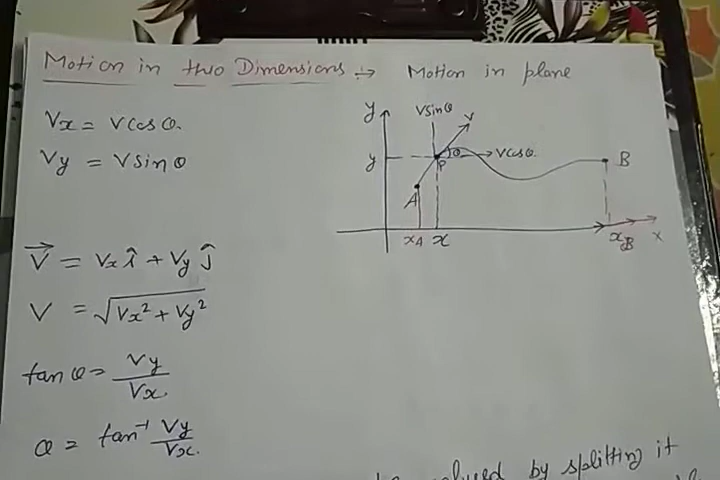 Motion in two Dimensions :→ Motion in plane
Vx = V cos θ.
Vy = V sin θ
V⃗ = Vx î + Vy ĵ
V = √(Vx² + Vy²)
tan θ = Vy/Vx.
θ = tan⁻¹ Vy/Vx.
y V sin θ V
y P θ V cos θ. B
A
xA x xB x
by splitting it